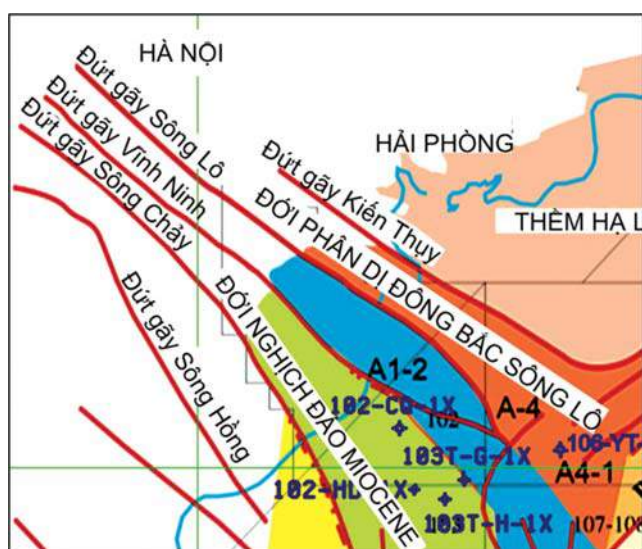 HÀ NỘI
Đứt gãy Sông Lô
Đứt gãy Vĩnh Ninh
Đứt gãy Sông Chảy
Đứt gãy Kiến Thụy
HẢI PHÒNG
THỀM HẠ L
ĐỚI PHÂN DỊ ĐÔNG BẮC SÔNG LÔ
Đứt gãy Sông Hồng
ĐỚI NGHỊCH ĐẢO MIOCENE
A1-2
102-CQ-1X
102
A-4
106-YT-
103T-G-1X
A4-1
102-HD-1X
103T-H-1X
107-108